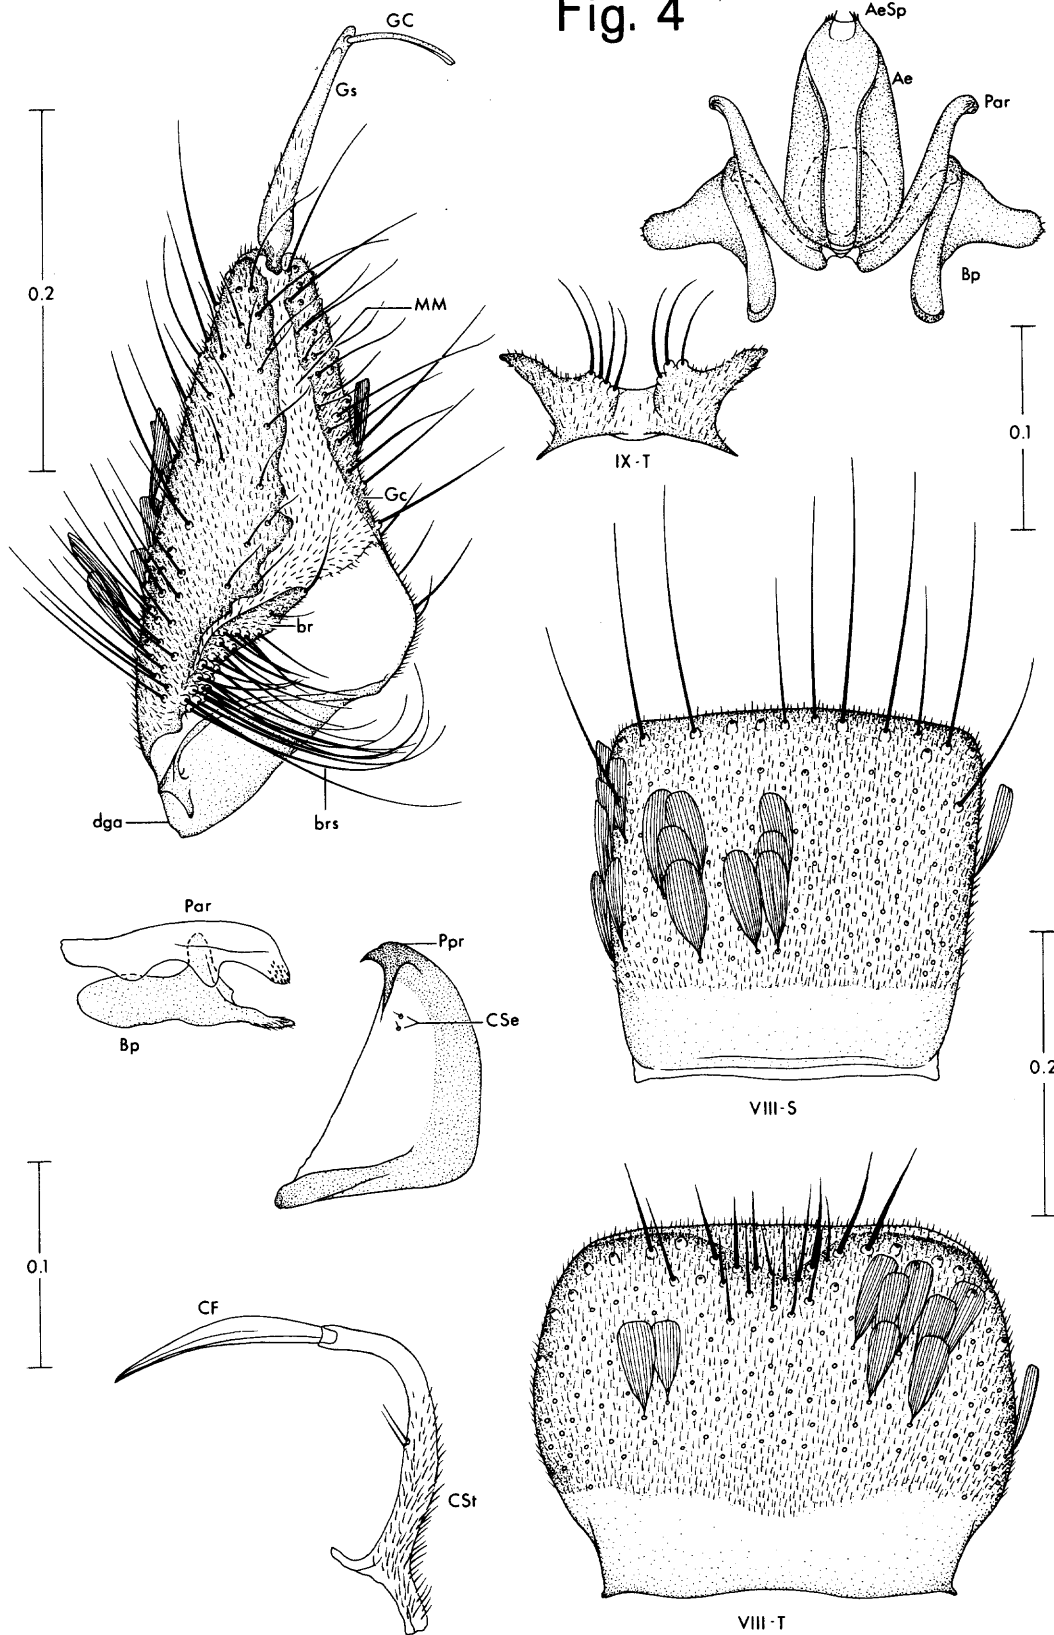 Fig. 4
GC
AeSp
Gs
Ae
Par
0.2
MM
Bp
0.1
IX-T
Gc
br
dga
brs
Par
Ppr
CSe
Bp
0.2
VIII-S
0.1
CF
CSt
VIII-T